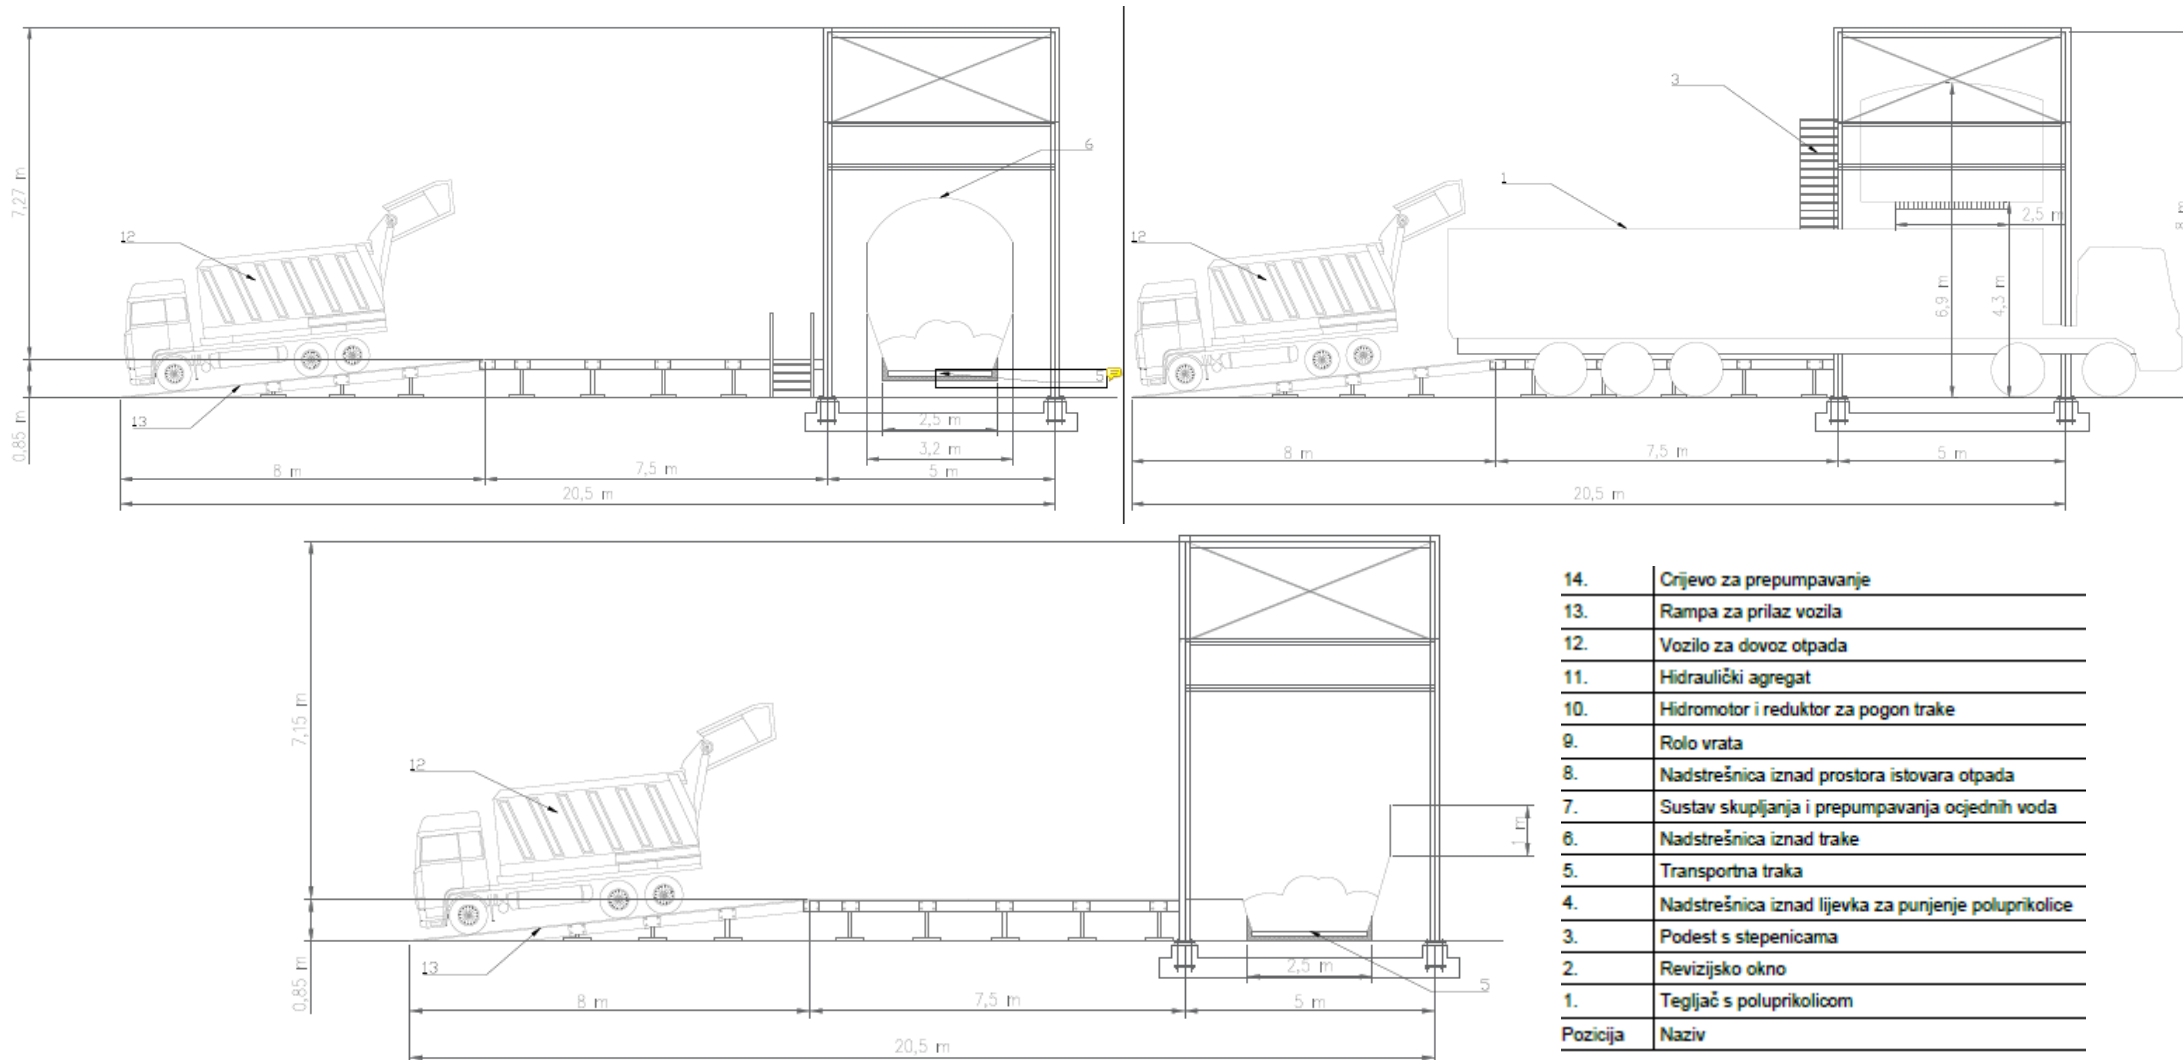 7,27 m
0,85 m
12
13
6
5
2,5 m
3,2 m
8 m
7,5 m
5 m
20,5 m
3
1
12
2,5 m
6,9 m
4,3 m
8 m
7,5 m
5 m
20,5 m
7,15 m
0,85 m
12
13
1 m
5
2,5 m
8 m
7,5 m
5 m
20,5 m
14. Crijevo za prepumpavanje
13. Rampa za prilaz vozila
12. Vozilo za dovoz otpada
11. Hidraulički agregat
10. Hidromotor i reduktor za pogon trake
9. Rolo vrata
8. Nadstrešnica iznad prostora istovara otpada
7. Sustav skupljanja i prepumpavanja ocjednih voda
6. Nadstrešnica iznad trake
5. Transportna traka
4. Nadstrešnica iznad lijevka za punjenje poluprikolice
3. Podest s stepenicama
2. Revizijsko okno
1. Tegljač s poluprikolicom
Pozicija Naziv